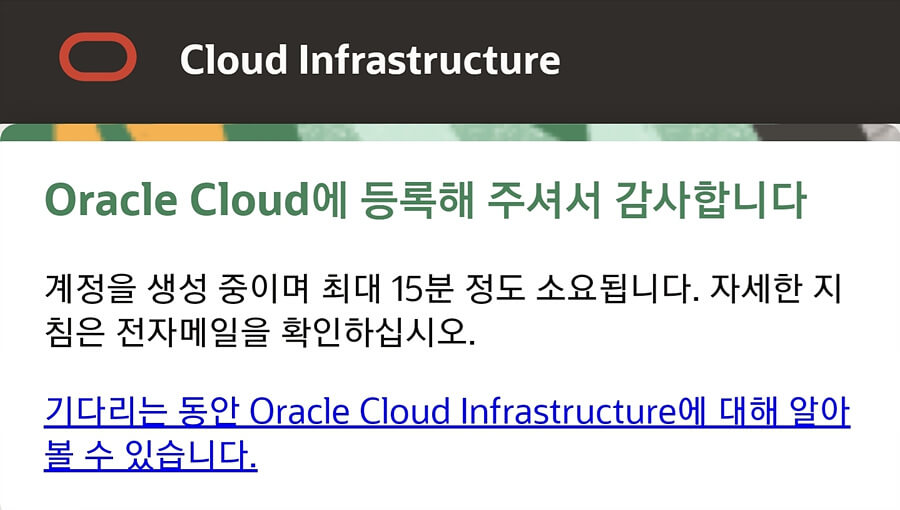 Cloud Infrastructure
Oracle Cloud에 등록해 주셔서 감사합니다
계정을 생성 중이며 최대 15분 정도 소요됩니다. 자세한 지
침은 전자메일을 확인하십시오.
기다리는 동안 Oracle Cloud Infrastructure에 대해 알아
볼 수 있습니다.